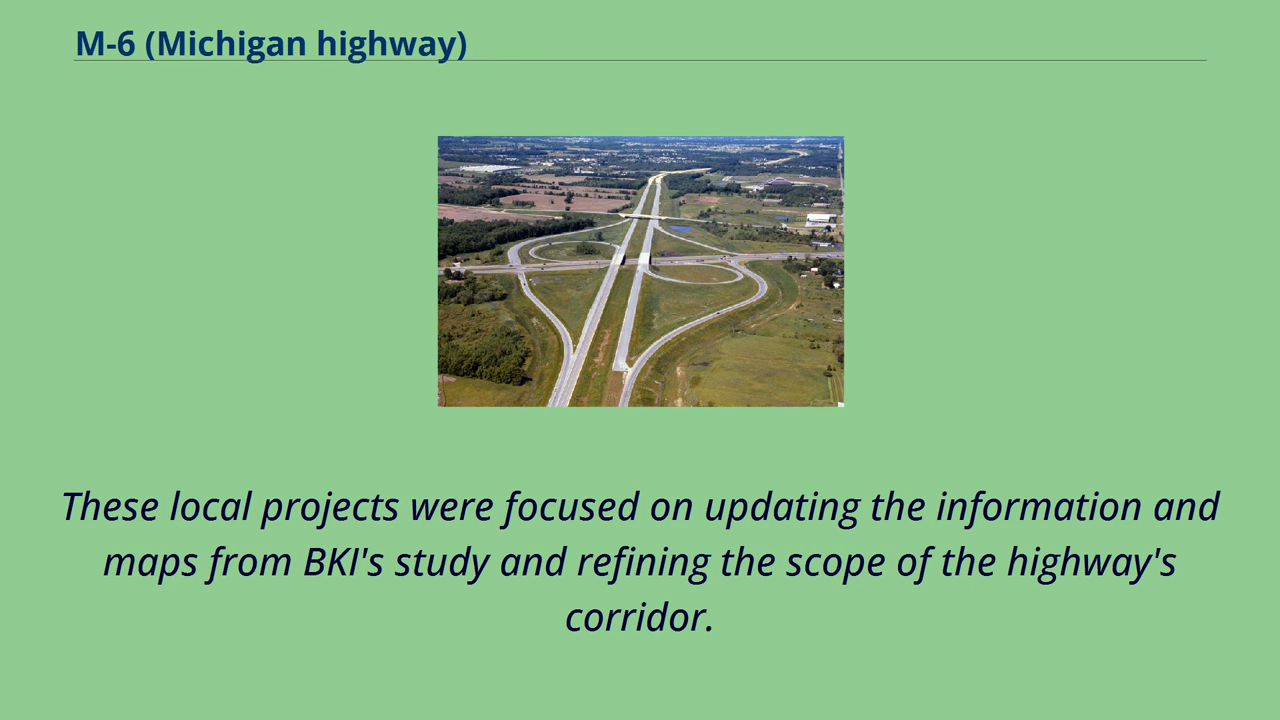 M-6 (Michigan highway)
These local projects were focused on updating the information and
maps from BKI's study and refining the scope of the highway's
corridor.